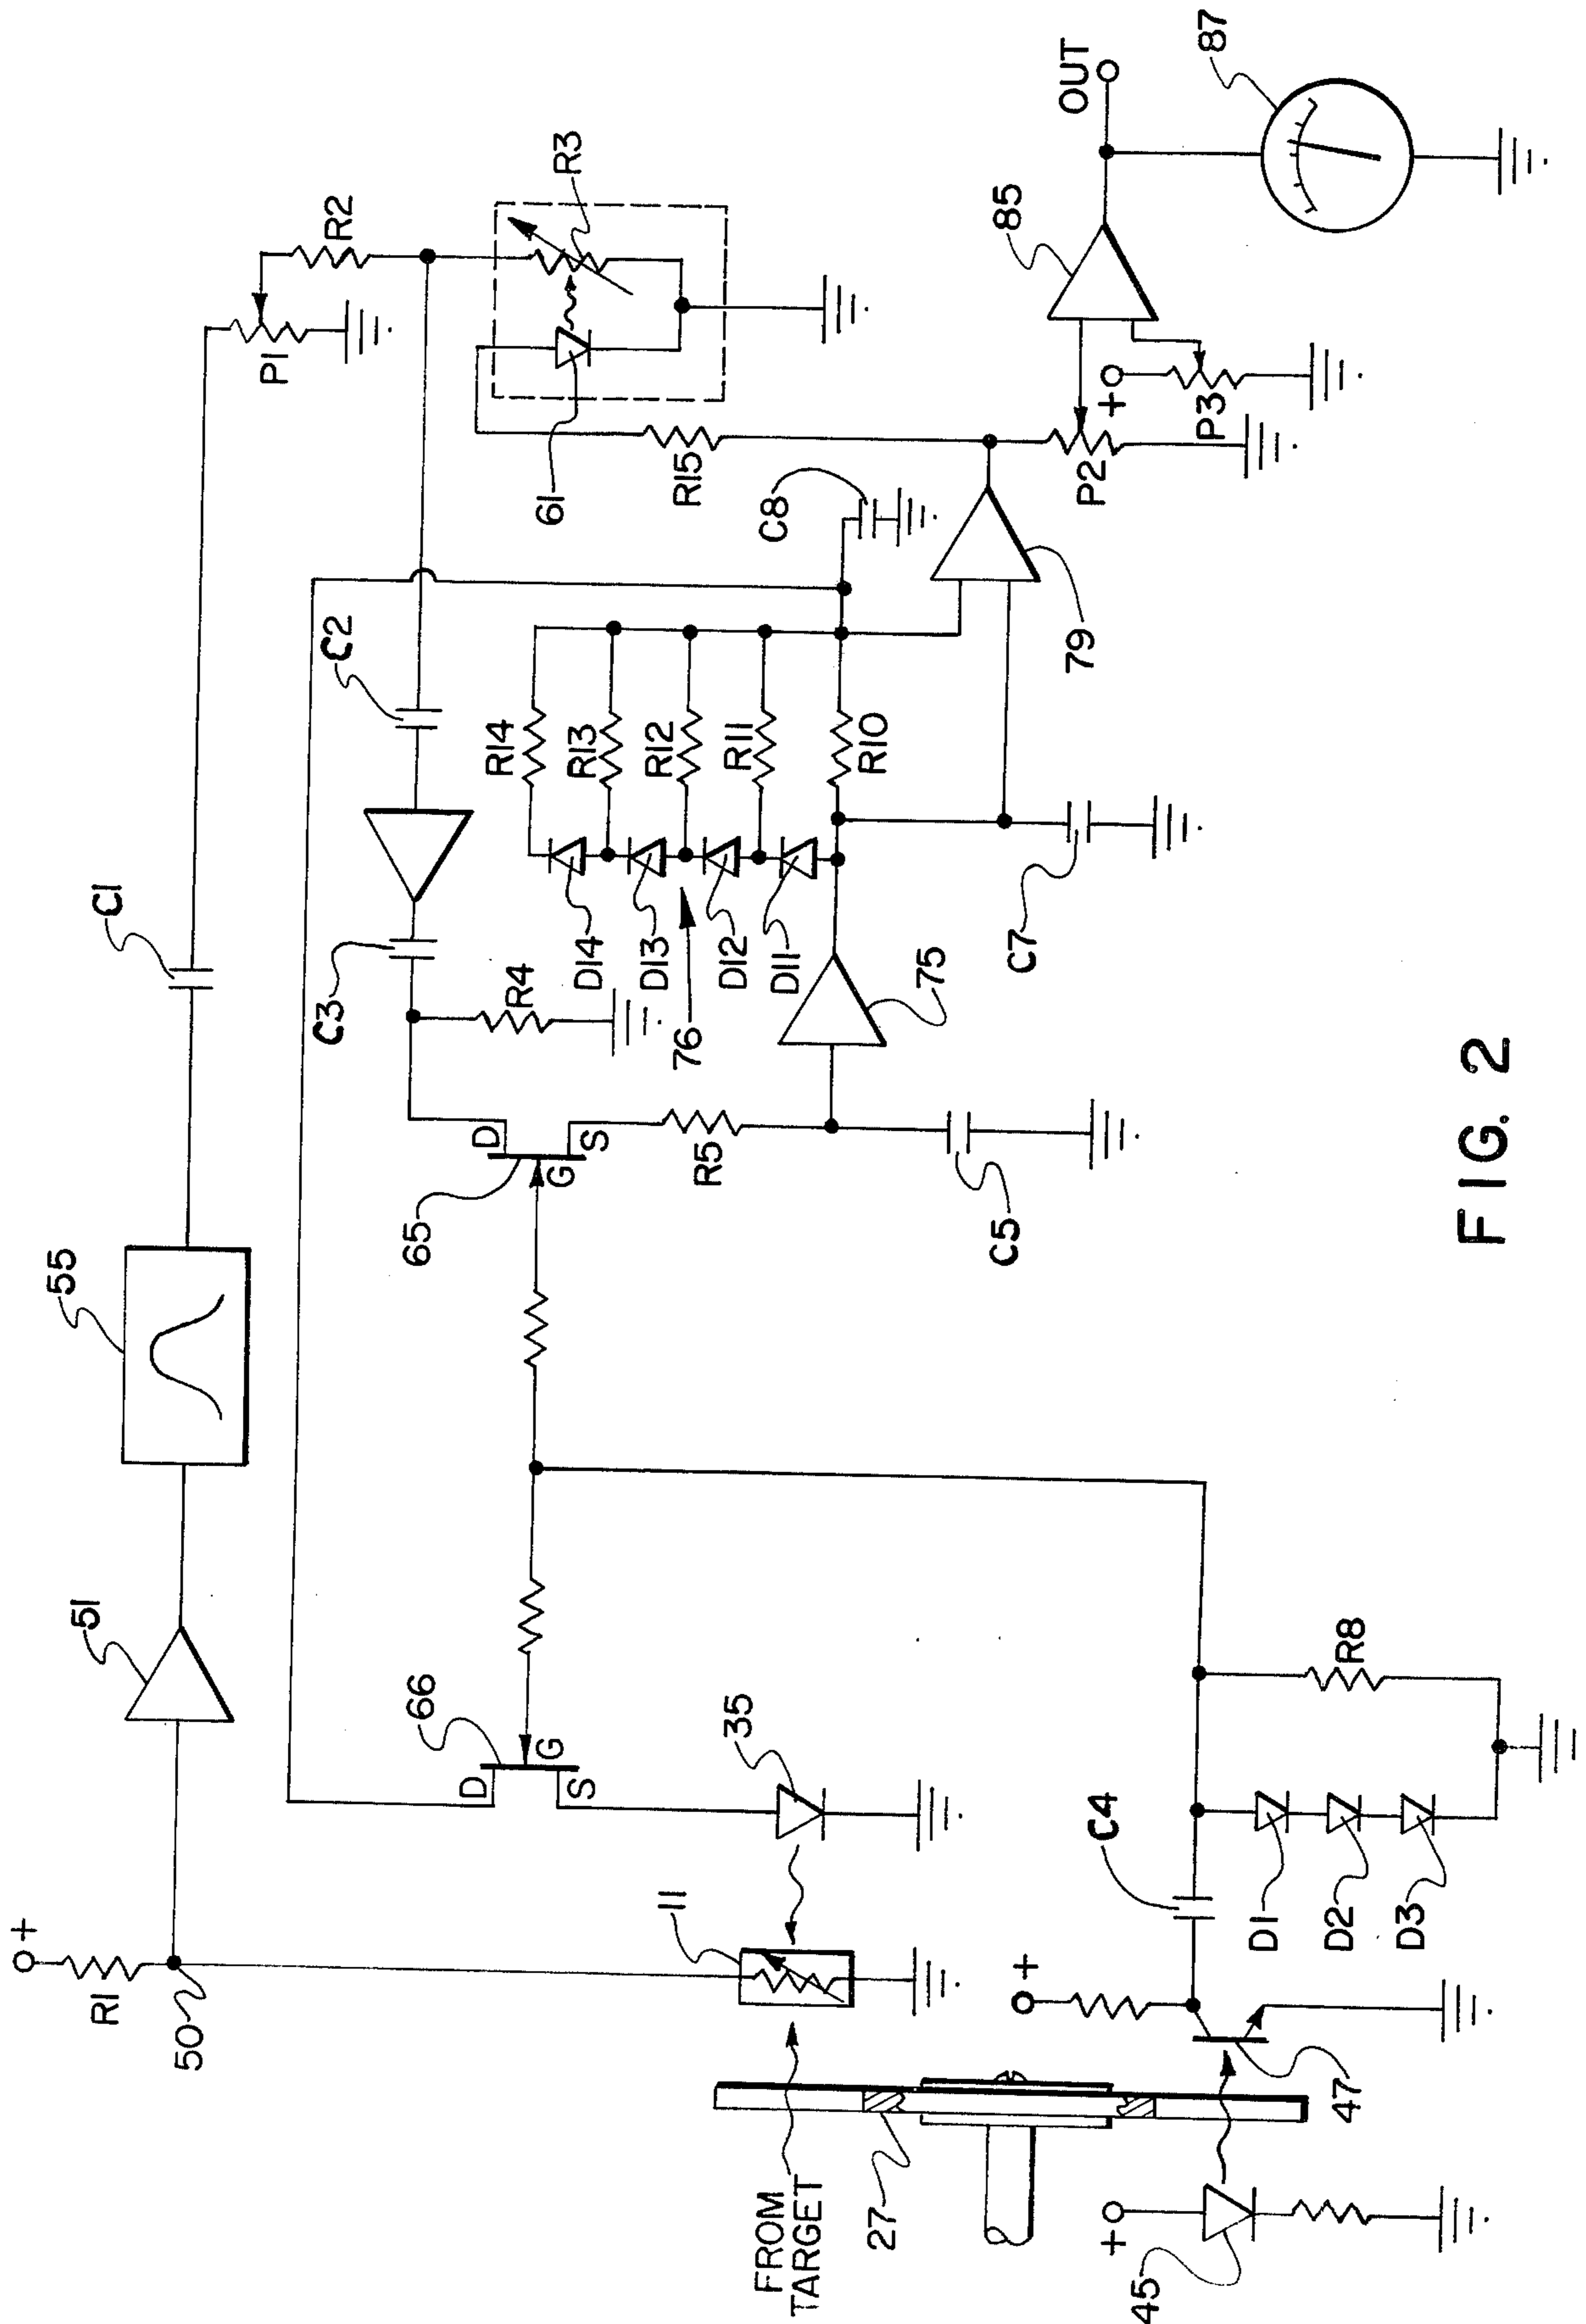 +
R1
50
51
55
C1
P1
R2
R3
61
C2
C3
R4
D
S
G
65
R5
C5
66
D
G
S
35
11
FROM
TARGET
27
45
+
47
+
C4
D1
D2
D3
R8
75
76
D14
D13
D12
D11
R14
R13
R12
R11
R10
C7
C8
79
R15
P2
P3
+
85
OUT
87
FIG. 2